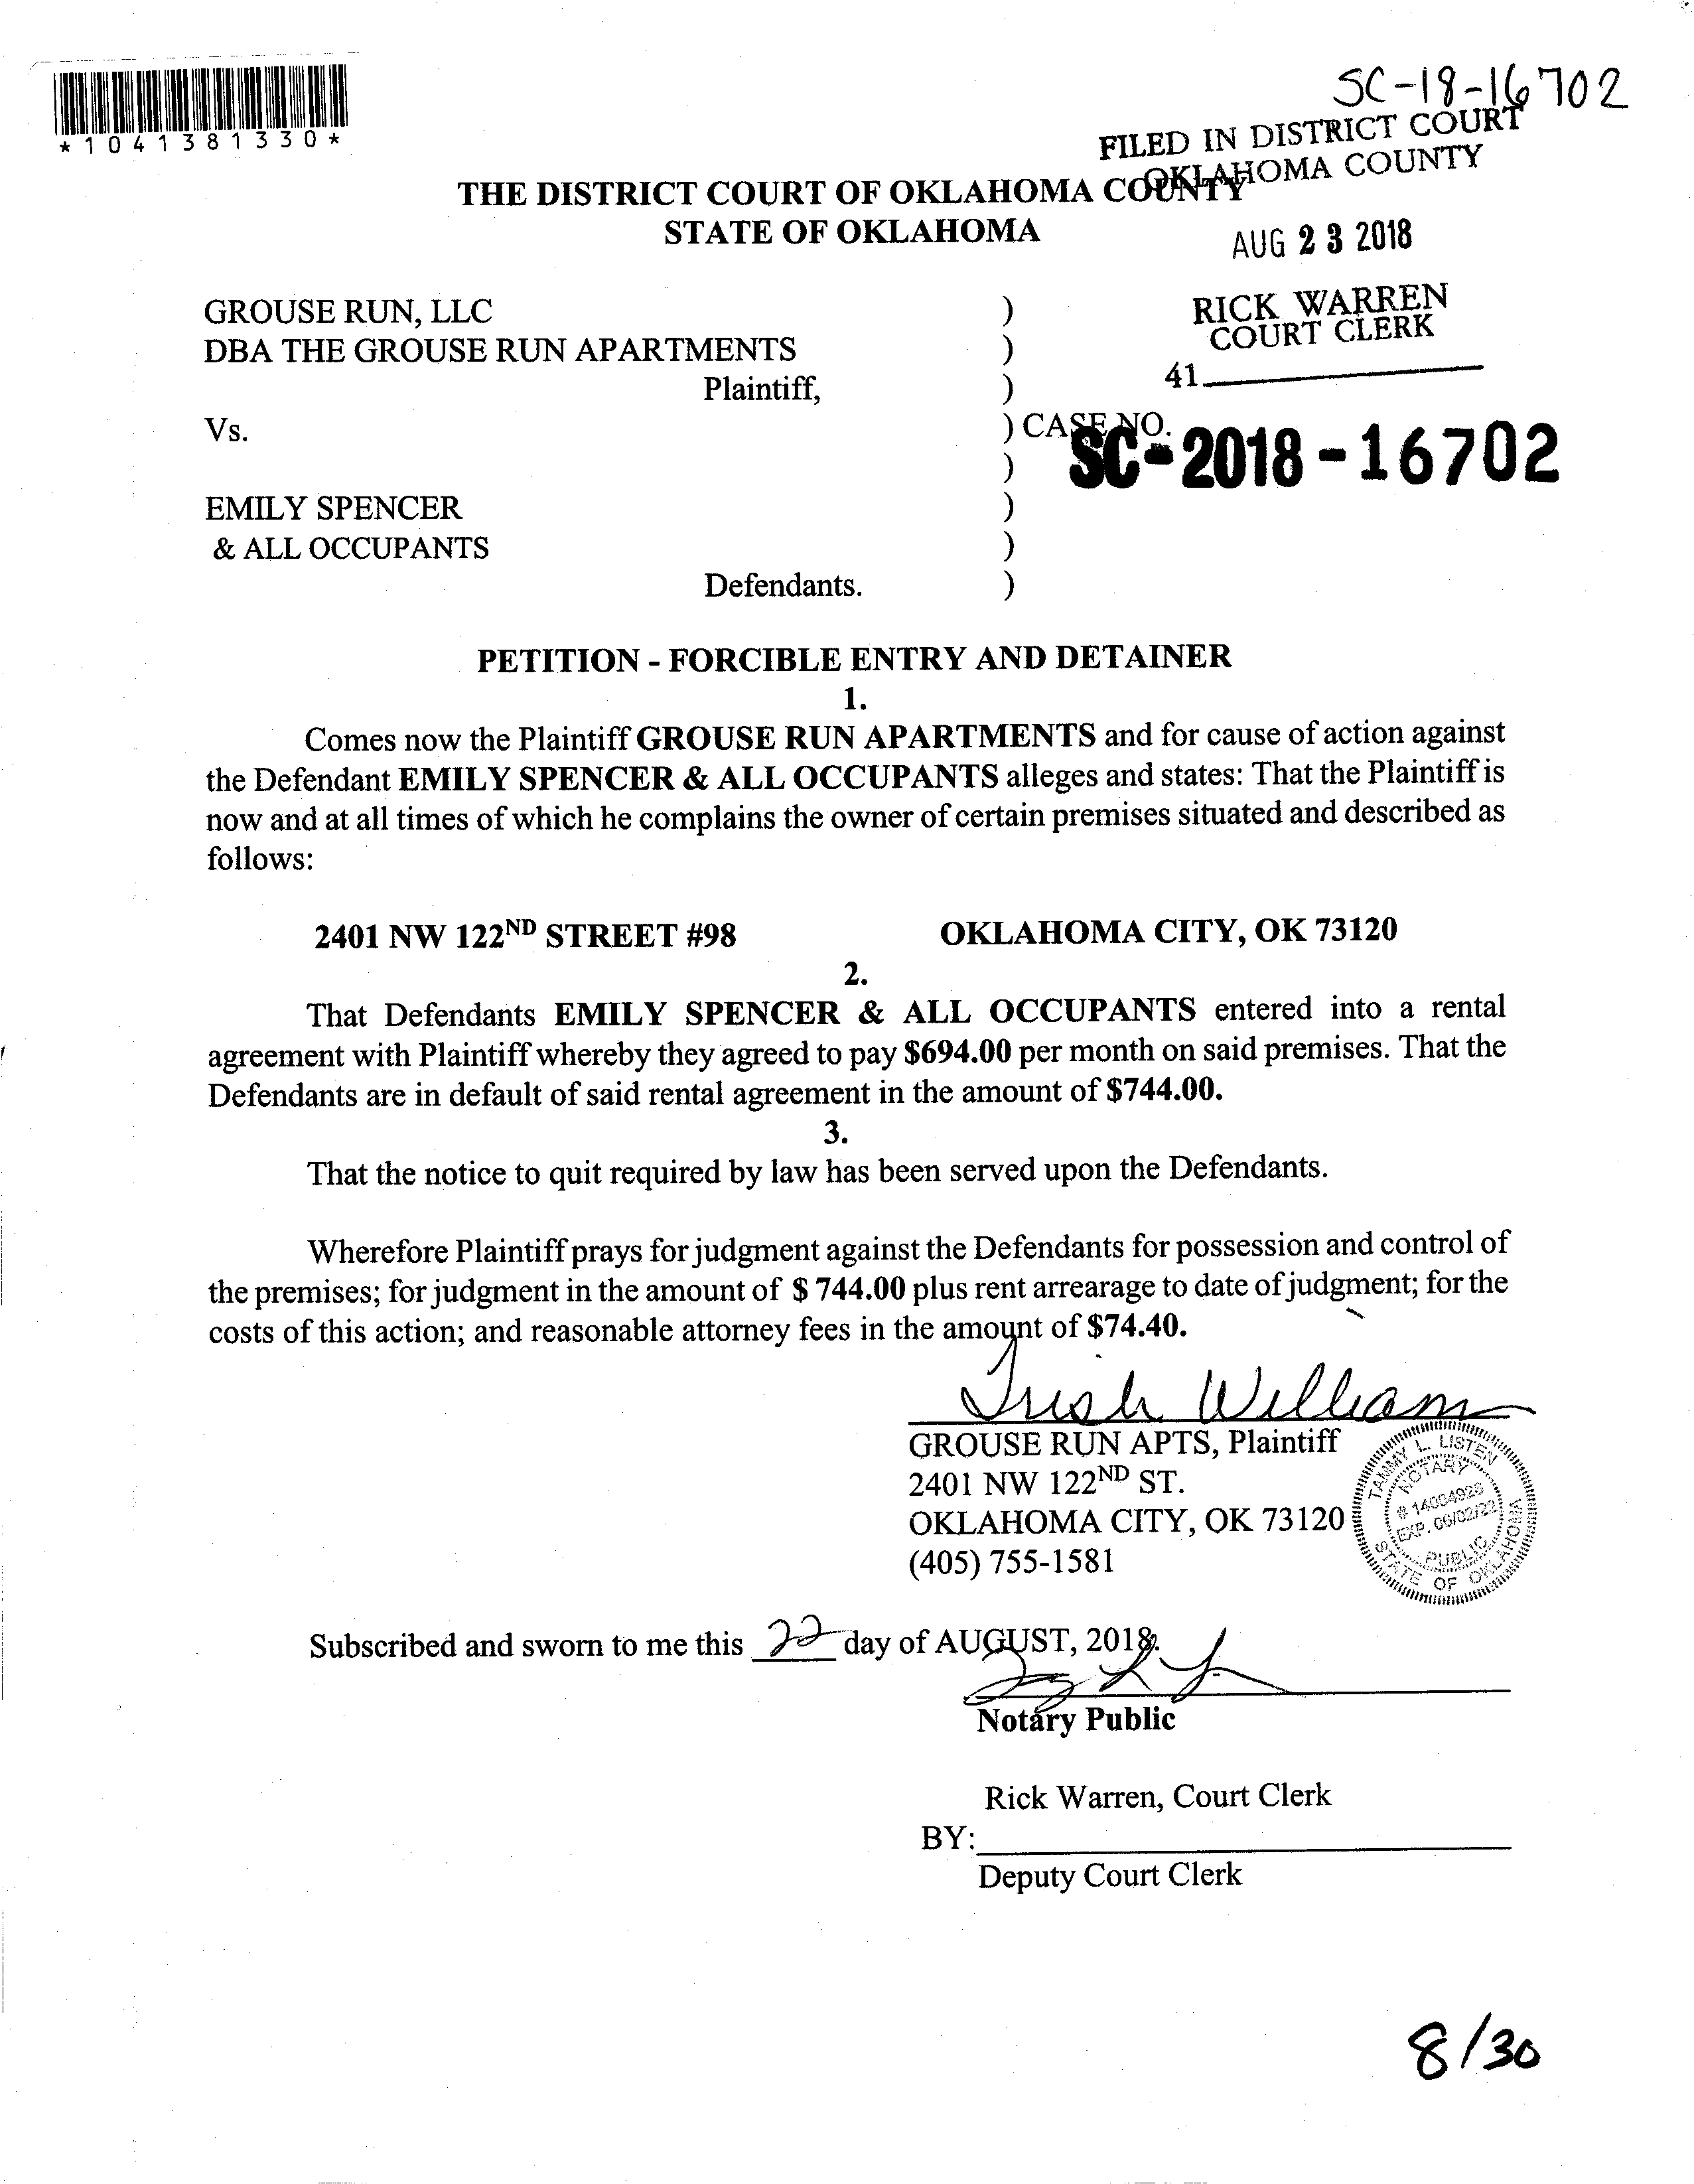 SC-18-16702
*1041381330*
FILED IN DISTRICT COURT
OKLAHOMA COUNTY
THE DISTRICT COURT OF OKLAHOMA COUNTY
STATE OF OKLAHOMA
AUG 23 2018
GROUSE RUN, LLC
RICK WARREN
COURT CLERK
DBA THE GROUSE RUN APARTMENTS
Plaintiff,
41
Vs.
CASE NO.
SC-2018-16702
EMILY SPENCER
& ALL OCCUPANTS
Defendants.
)
)
)
)
)
)
)
)
PETITION - FORCIBLE ENTRY AND DETAINER
1.
Comes now the Plaintiff GROUSE RUN APARTMENTS and for cause of action against
the Defendant EMILY SPENCER & ALL OCCUPANTS alleges and states: That the Plaintiff is
now and at all times of which he complains the owner of certain premises situated and described as
follows:
2401 NW 122ND STREET #98 OKLAHOMA CITY, OK 73120
2.
That Defendants EMILY SPENCER & ALL OCCUPANTS entered into a rental
agreement with Plaintiff whereby they agreed to pay $694.00 per month on said premises. That the
Defendants are in default of said rental agreement in the amount of $744.00.
3.
That the notice to quit required by law has been served upon the Defendants.
Wherefore Plaintiff prays for judgment against the Defendants for possession and control of
the premises; for judgment in the amount of $ 744.00 plus rent arrearage to date of judgment; for the
costs of this action; and reasonable attorney fees in the amount of $74.40.
Trish Williams
GROUSE RUN APTS, Plaintiff
2401 NW 122ND ST.
OKLAHOMA CITY, OK 73120
(405) 755-1581
TAMMY L. LISTEN
NOTARY
# 14004923
EXP. 06/02/22
PUBLIC
STATE OF OKLAHOMA
Subscribed and sworn to me this 22 day of AUGUST, 2018.
Notary Public
Rick Warren, Court Clerk
BY:
Deputy Court Clerk
8/30